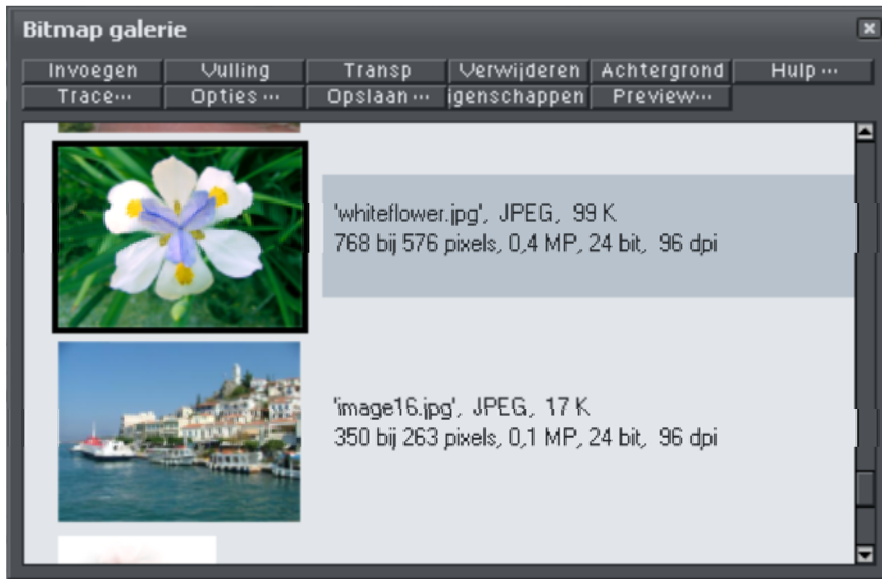 Bitmap galerie
Invoegen Vulling Transp Verwijderen Achtergrond Hulp ...
Trace... Opties ... Opslaan ... igenschappen Preview...
'whiteflower.jpg', JPEG, 99 K
768 bij 576 pixels, 0,4 MP, 24 bit, 96 dpi
'image16.jpg', JPEG, 17 K
350 bij 263 pixels, 0,1 MP, 24 bit, 96 dpi